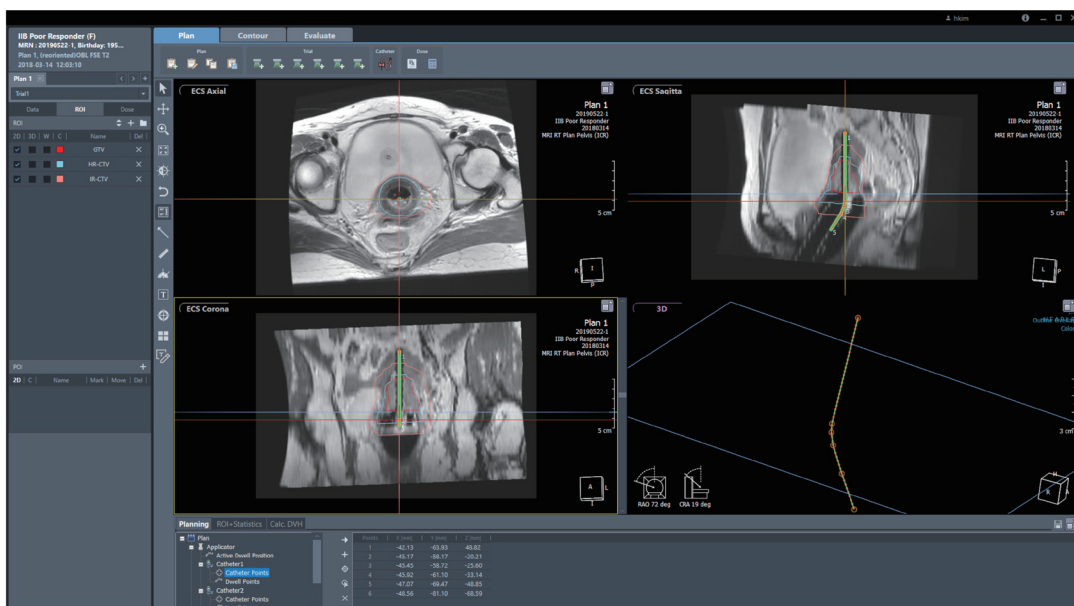 hkim
IIB Poor Responder (F)
MRN : 20190522-1, Birthday: 195...
Plan 1, (reoriented)OBL FSE T2
2018-03-14 12:03:10
Plan 1
Trial1
Data ROI Dose
ROI
2D 3D W C Name Del
GTV
HR-CTV
IR-CTV
POI
2D C Name Mark Move Del
Plan Contour Evaluate
Plan Trial Catheter Dose
ECS Axial
Plan 1
20190522-1
IIB Poor Responder
20180314
MRI RT Plan Pelvis (ICR)
5 cm
R I
P
ECS Sagitta
Plan 1
20190522-1
IIB Poor Responder
20180314
MRI RT Plan Pelvis (ICR)
1
5
5 cm
L P
I
ECS Corona
Plan 1
20190522-1
IIB Poor Responder
20180314
MRI RT Plan Pelvis (ICR)
1
5 cm
A L
I
3D
3 cm
RAO 72 deg CRA 19 deg
H
R A
Planning ROI+Statistics Calc. DVH
Plan
Applicator
Active Dwell Position
Catheter1
Catheter Points
Dwell Points
Catheter2
Catheter Points
Points X [mm] Y [mm] Z [mm]
1 -42.13 -63.93 40.82
2 -45.17 -56.17 -20.21
3 -45.45 -56.72 -25.60
4 -45.92 -61.10 -33.14
5 -47.07 -69.47 -48.85
6 -48.56 -81.10 -68.59